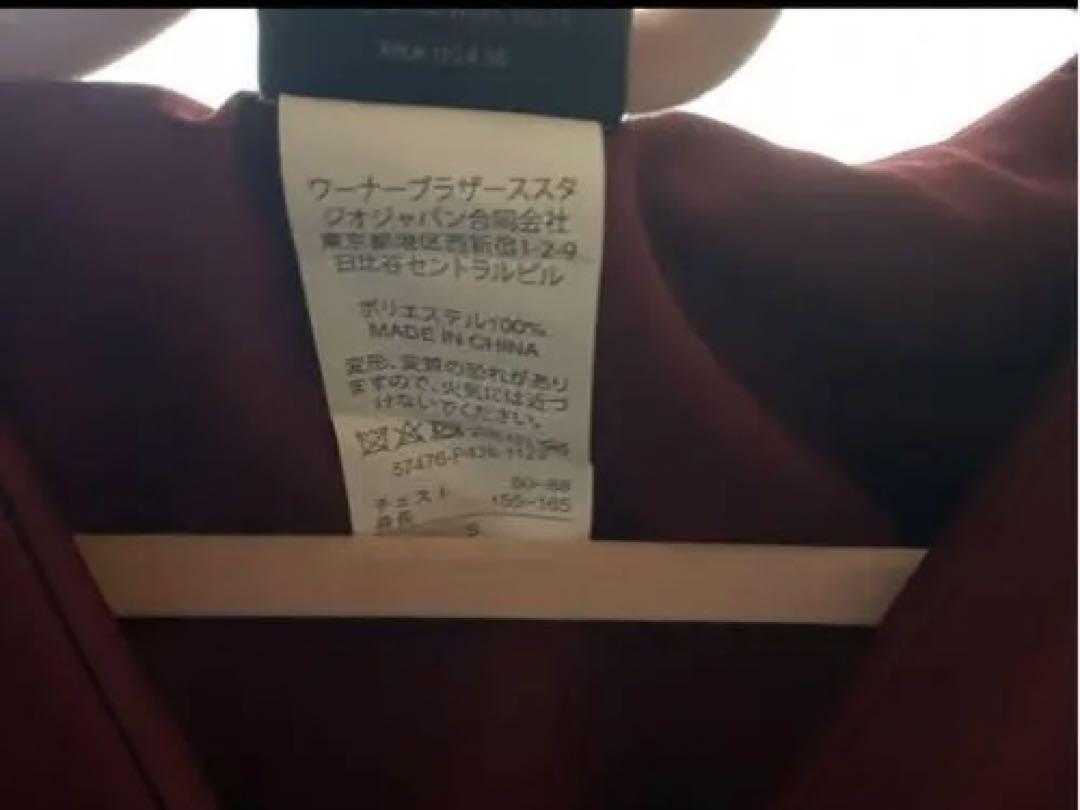 ワーナーブラザーススタ
ジオジャパン合同会社
東京都港区西新宿1-2-9
日比谷セントラルビル
ポリエステル100%
MADE IN CHINA
変形、変質の恐れがあり
ますので、火気には近づ
けないでください。
チェスト 80~88
身長 155~165
S